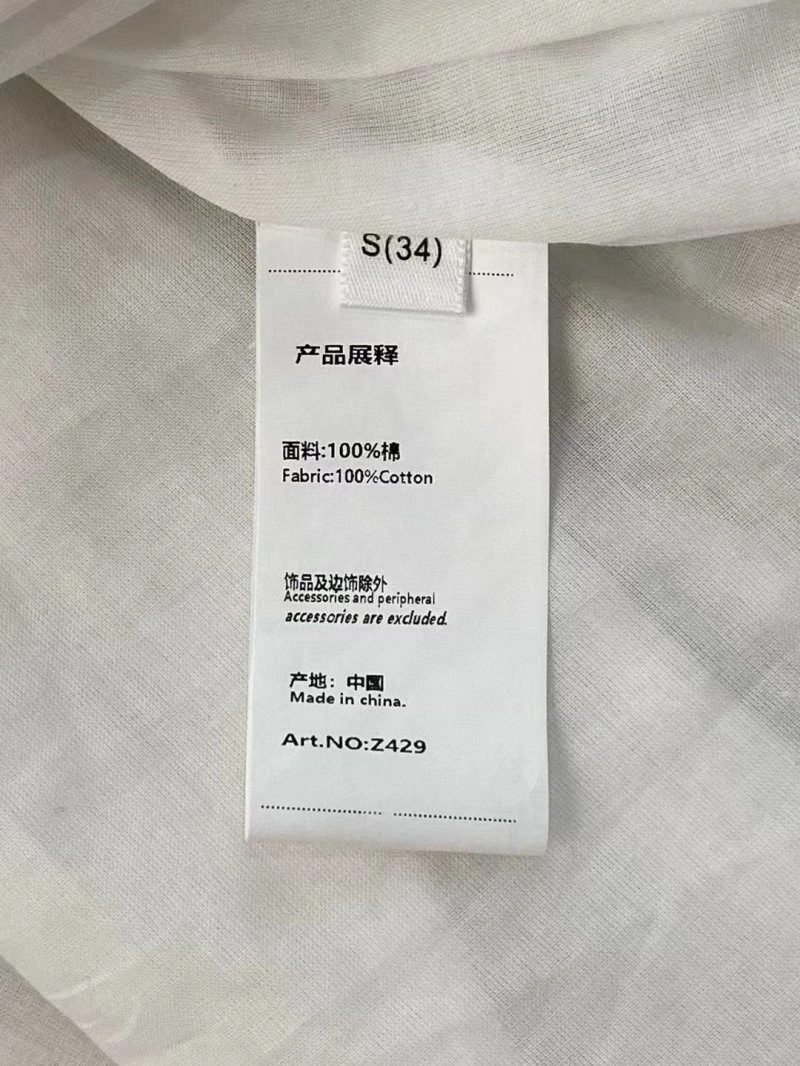 S(34)
产品展释
面料:100%棉
Fabric:100%Cotton
饰品及边饰除外
Accessories and peripheral
accessories are excluded.
产地：中国
Made in china.
Art.NO:Z429